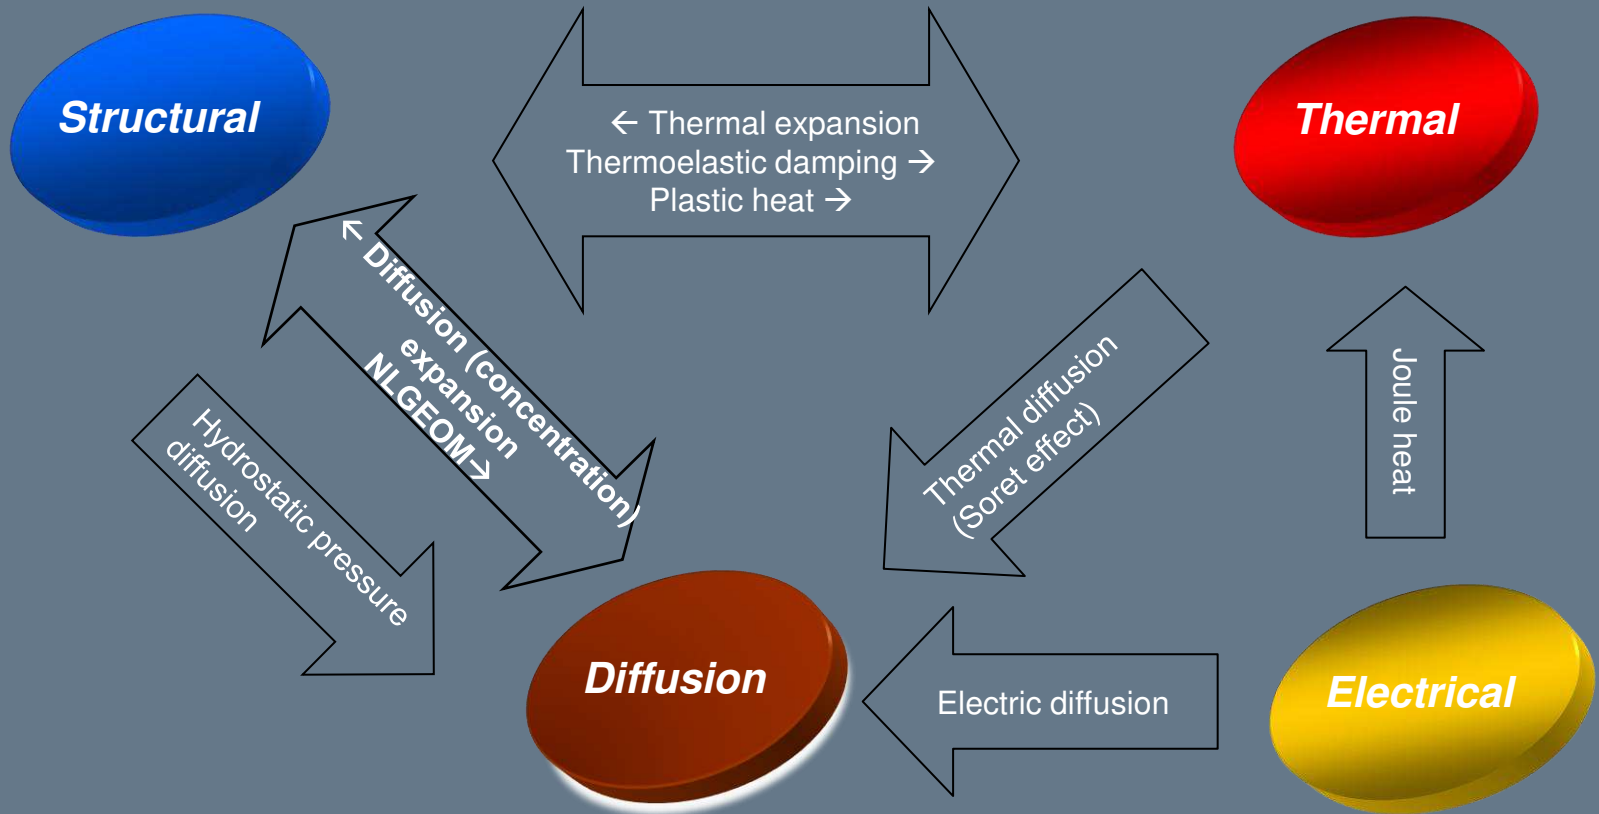 Structural
← Thermal expansion
Thermoelastic damping →
Plastic heat →
Thermal
← Diffusion (concentration)
expansion
NLGEOM→
Hydrostatic pressure
diffusion
Thermal diffusion
(Soret effect)
Joule heat
Diffusion
Electric diffusion
Electrical